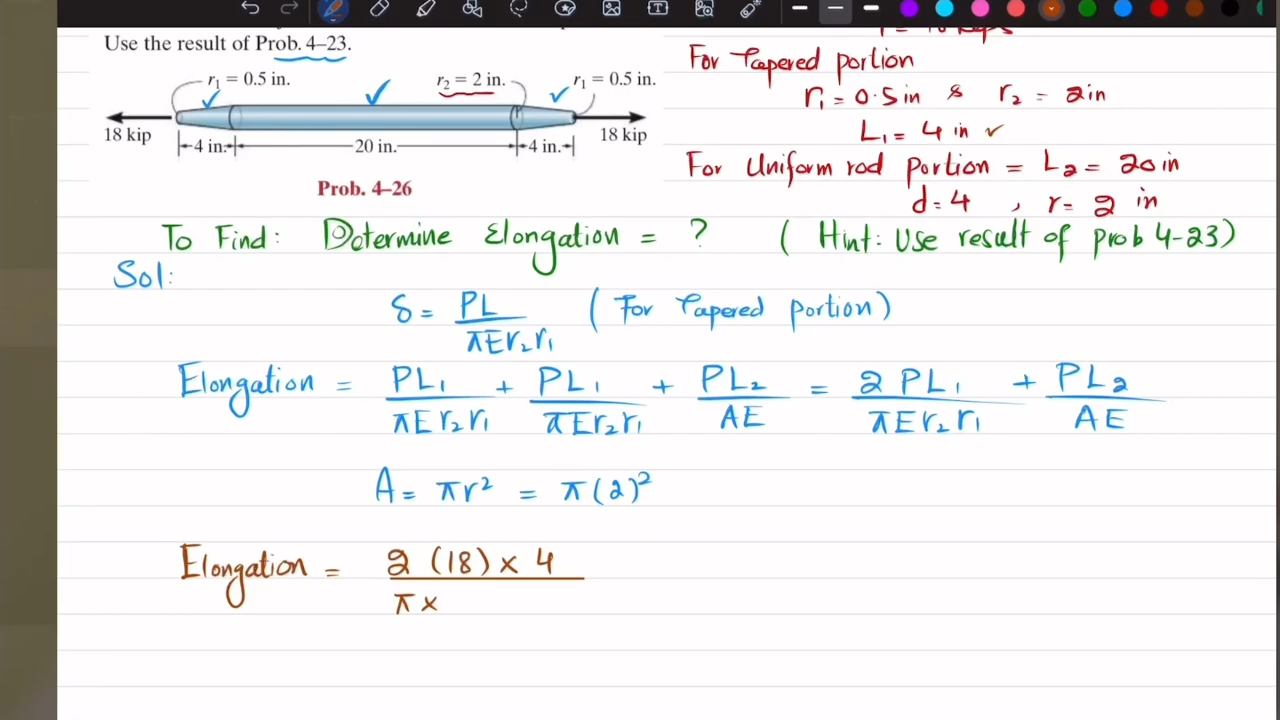 Use the result of Prob. 4–23.
r₁ = 0.5 in.
r₂ = 2 in.
r₁ = 0.5 in.
18 kip
18 kip
4 in.
20 in.
4 in.
Prob. 4–26
For Tapered portion
r₁ = 0.5 in & r₂ = 2 in
L₁ = 4 in ✓
For Uniform rod portion = L₂ = 20 in
d = 4 , r = 2 in
To Find: Determine Elongation = ? ( Hint: Use result of prob 4-23)
Sol:
δ = PL / πEr₂r₁ ( For Tapered portion )
Elongation = PL₁ / πEr₂r₁ + PL₁ / πEr₂r₁ + PL₂ / AE = 2 PL₁ / πEr₂r₁ + PL₂ / AE
A = πr² = π(2)²
Elongation = 2 (18) × 4 / π ×